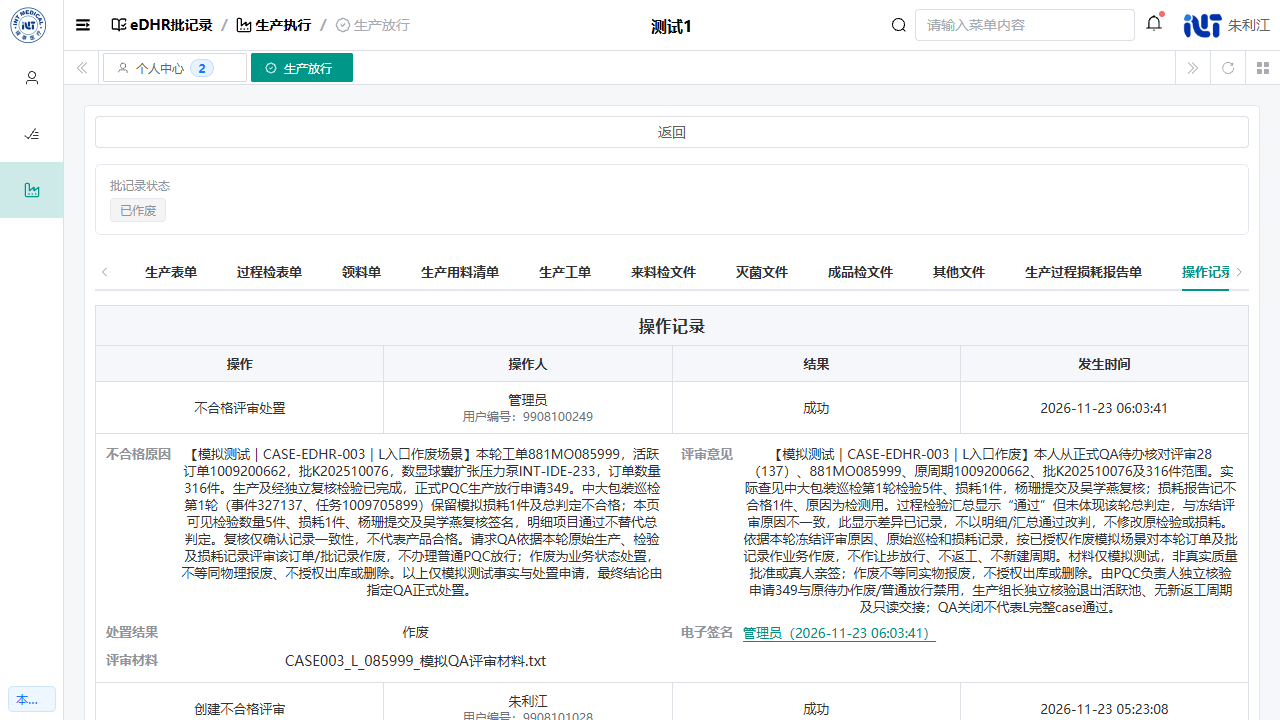 eDHR批记录 / 生产执行 / 生产放行
测试1
请输入菜单内容
朱利江
个人中心 2
生产放行
返回
批记录状态
已作废
生产表单 过程检表单 领料单 生产用料清单 生产工单 来料检文件 灭菌文件 成品检文件 其他文件 生产过程损耗报告单 操作记录
操作记录
操作 操作人 结果 发生时间
不合格评审处置 管理员 成功 2026-11-23 06:03:41
用户编号：9908100249
不合格原因
【模拟测试｜CASE-EDHR-003｜L入口作废场景】本轮工单881MO085999，活跃
订单1009200662，批K202510076，数显球囊扩张压力泵INT-IDE-233，订单数量
316件。生产及经独立复核检验已完成，正式PQC生产放行申请349。中大包装巡检
第1轮（事件327137、任务1009705899）保留模拟损耗1件及总判定不合格；本页
可见检验数量5件、损耗1件、杨珊提交及吴学燕复核签名，明细项目通过不替代总
判定。复核仅确认记录一致性，不代表产品合格。请求QA依据本轮原始生产、检验
及损耗记录评审该订单/批记录作废，不办理普通PQC放行；作废为业务状态处置，
不等同物理报废、不授权出库或删除。以上仅模拟测试事实与处置申请，最终结论由
指定QA正式处置。
评审意见
【模拟测试｜CASE-EDHR-003｜L入口作废】本人从正式QA待办核对评审28
（137）、881MO085999、原周期1009200662、批K202510076及316件范围。实
际查见中大包装巡检第1轮检验5件、损耗1件，杨珊提交及吴学燕复核；损耗报告记不
合格1件、原因为检测用。过程检验汇总显示“通过”但未体现该轮总判定，与冻结评
审原因不一致，此显示差异已记录，不以明细/汇总通过改判，不修改原检验或损耗。
依据本轮冻结评审原因、原始巡检和损耗记录，按已授权作废模拟场景对本轮订单及批
记录作业务作废，不作让步放行、不返工、不新建周期。材料仅模拟测试，非真实质量
批准或真人亲签；作废不等同实物报废，不授权出库或删除。由PQC负责人独立核验
申请349与原待办作废/普通放行禁用，生产组长独立核验退出活跃池、无新返工周期
及只读交接；QA关闭不代表L完整case通过。
处置结果 作废
电子签名 管理员（2026-11-23 06:03:41）
评审材料 CASE003_L_085999_模拟QA评审材料.txt
创建不合格评审 朱利江 成功 2026-11-23 05:23:08
用户编号：9908101028
本...